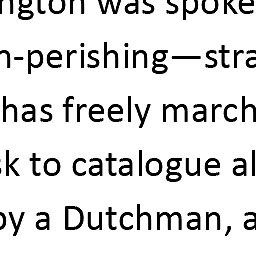 ngton was spoke
n-perishing—stra
has freely march
sk to catalogue al
by a Dutchman, a